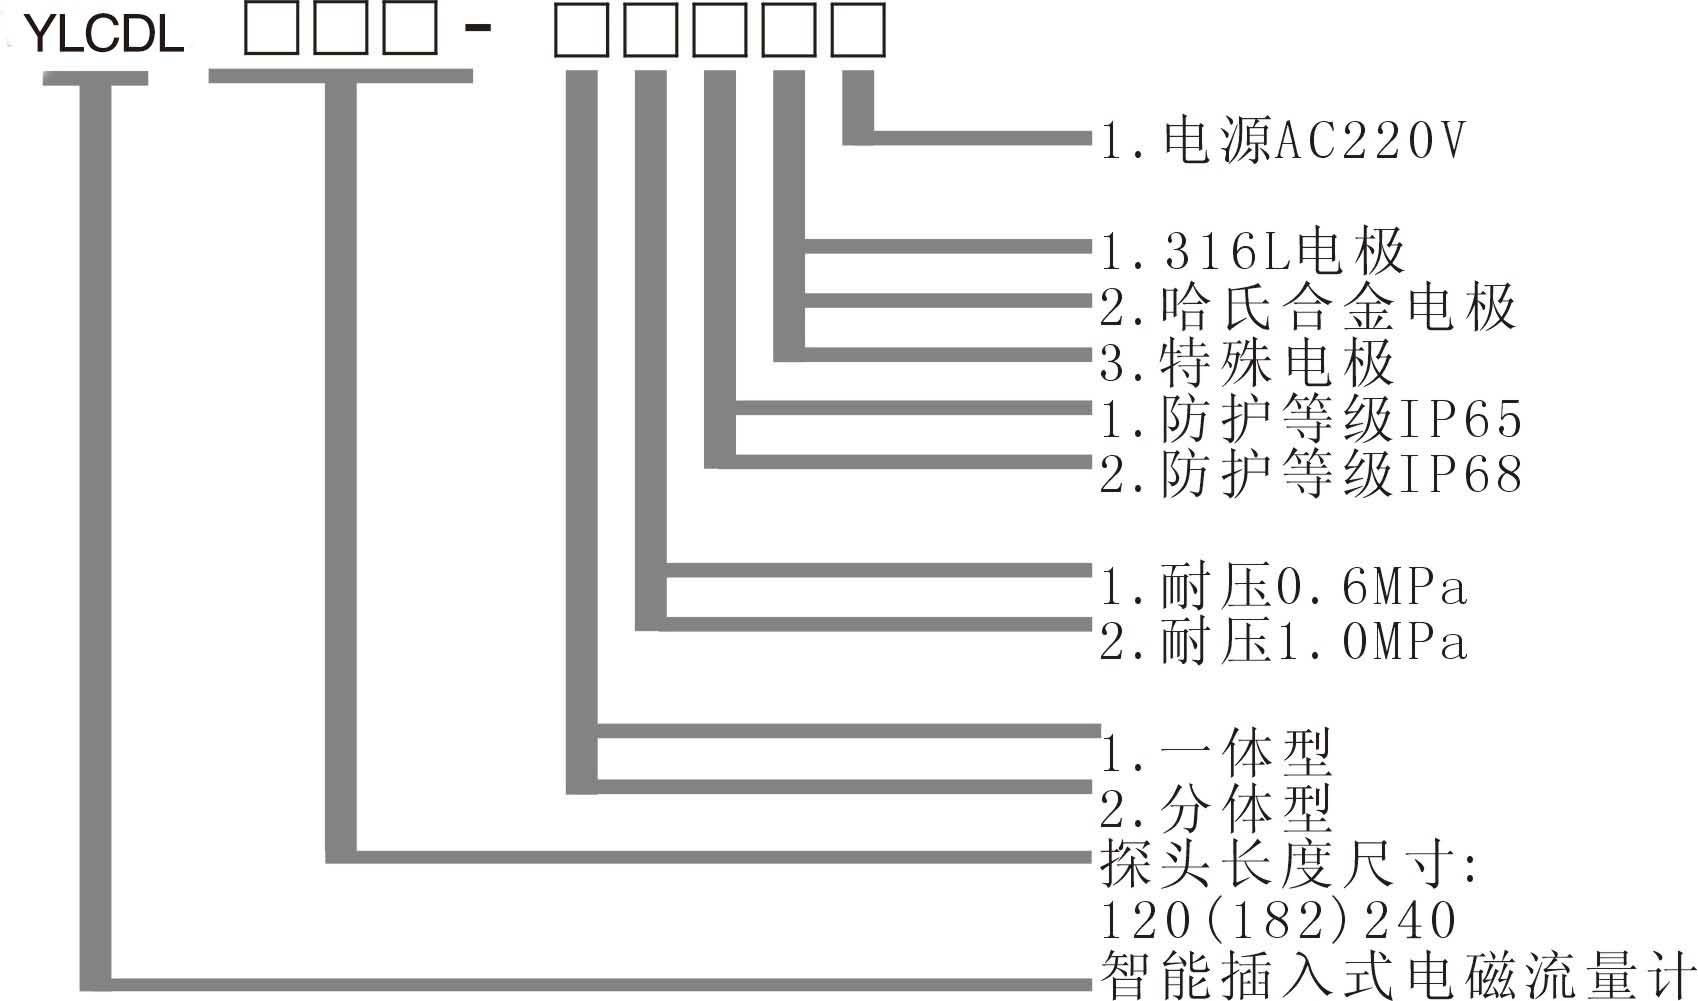 YLCDL □□□-□□□□□
1.电源AC220V
1.316L电极
2.哈氏合金电极
3.特殊电极
1.防护等级IP65
2.防护等级IP68
1.耐压0.6MPa
2.耐压1.0MPa
1.一体型
2.分体型
探头长度尺寸:
120(182)240
智能插入式电磁流量计